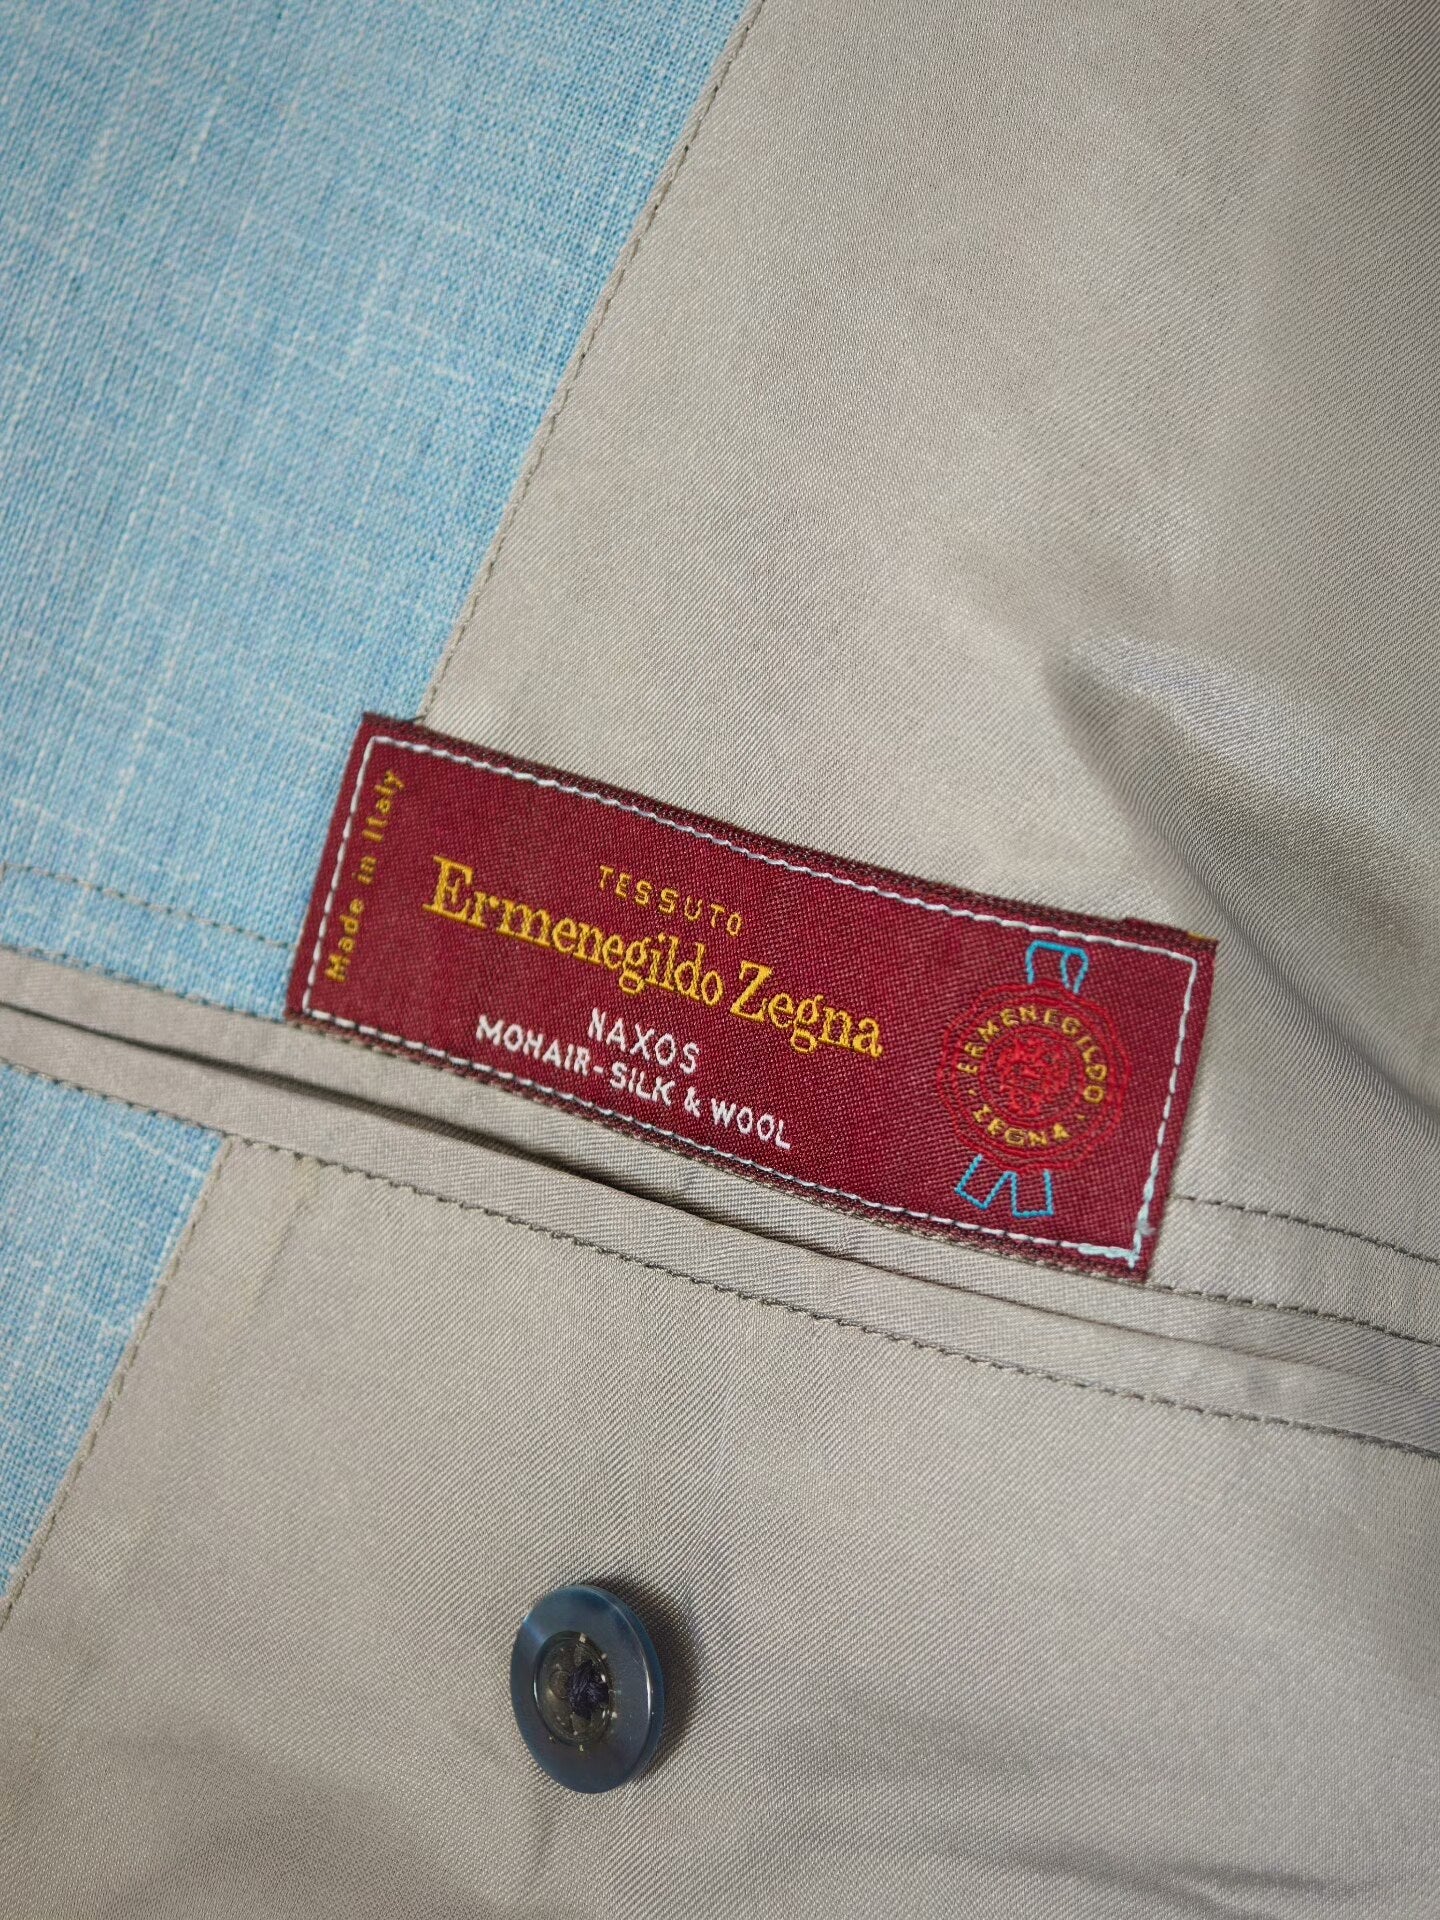 Made in Italy
TESSUTO
Ermenegildo Zegna
NAXOS
MOHAIR-SILK & WOOL
ERMENEGILDO
ZEGNA